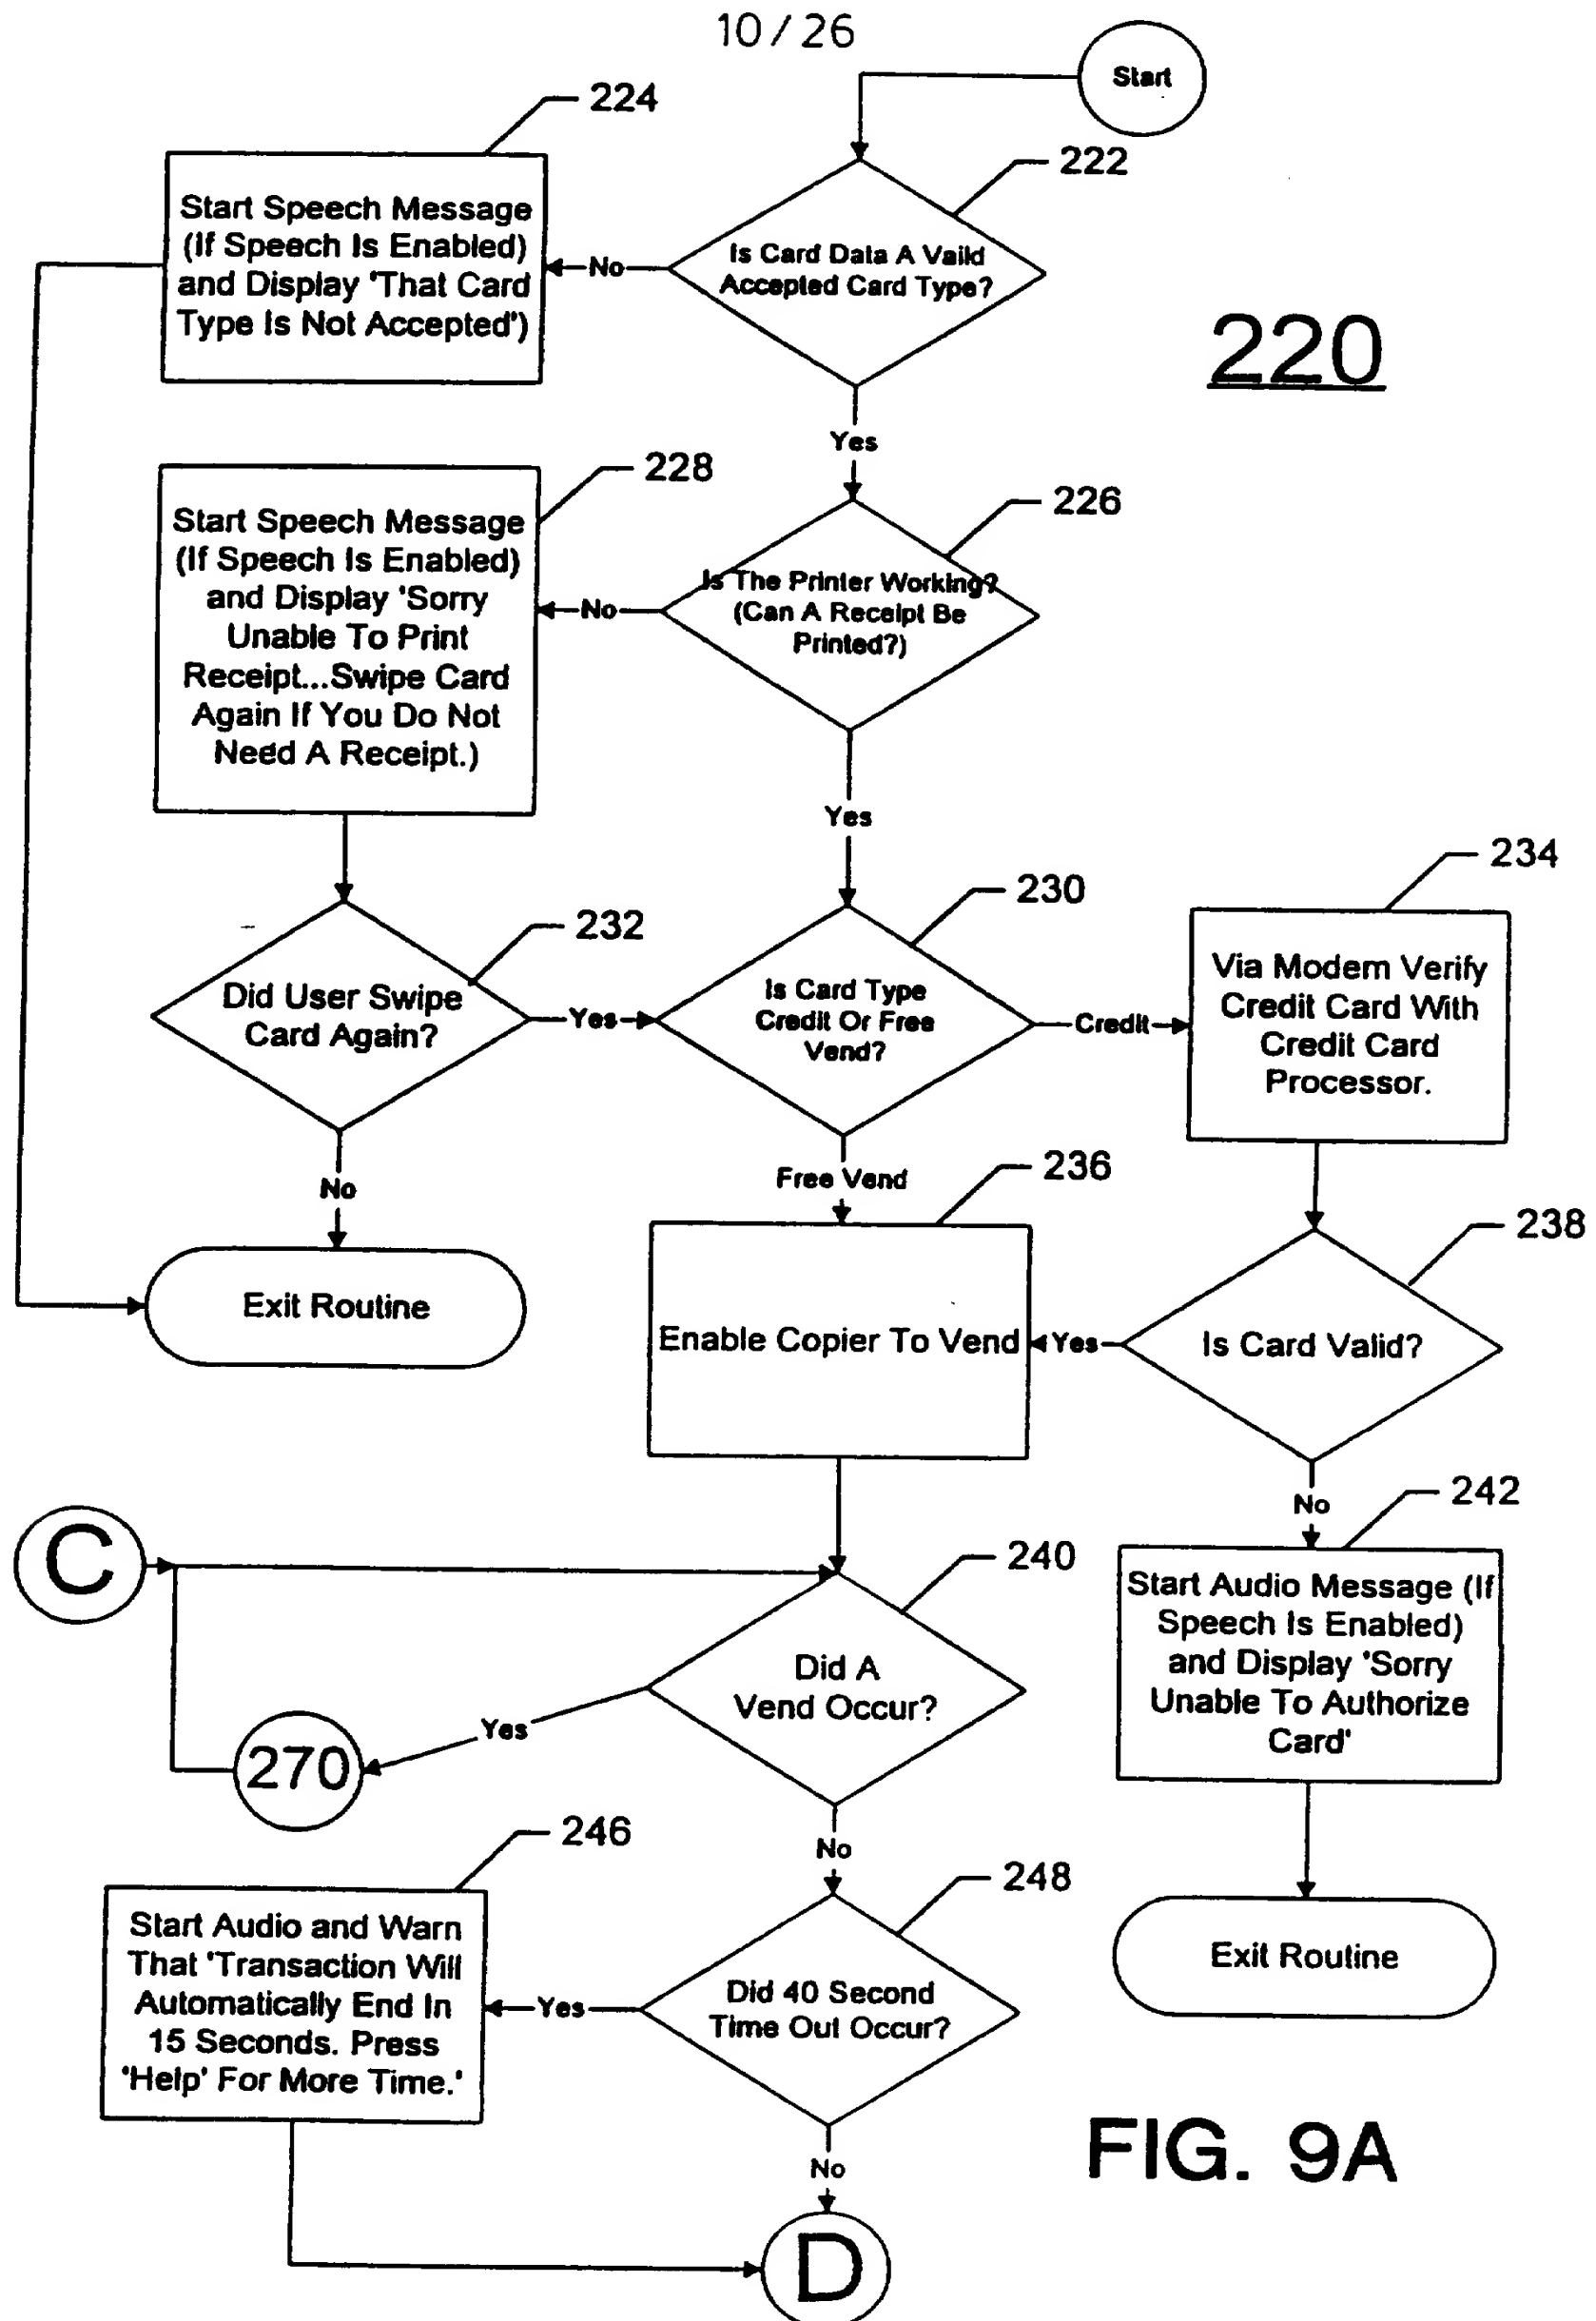 10/26
Start
224
222
Start Speech Message
(If Speech Is Enabled)
and Display 'That Card
Type Is Not Accepted')
No
Is Card Data A Vaild
Accepted Card Type?
220
Yes
228
226
Start Speech Message
(If Speech Is Enabled)
and Display 'Sorry
Unable To Print
Receipt...Swipe Card
Again If You Do Not
Need A Receipt.)
No
Is The Printer Working?
(Can A Receipt Be
Printed?)
Yes
234
230
232
Did User Swipe
Card Again?
Yes
Is Card Type
Credit Or Free
Vend?
Credit
Via Modem Verify
Credit Card With
Credit Card
Processor.
No
Free Vend
236
238
Exit Routine
Enable Copier To Vend
Yes
Is Card Valid?
No
242
C
240
Did A
Vend Occur?
Start Audio Message (If
Speech Is Enabled)
and Display 'Sorry
Unable To Authorize
Card'
Yes
270
No
246
248
Start Audio and Warn
That 'Transaction Will
Automatically End In
15 Seconds. Press
'Help' For More Time.'
Yes
Did 40 Second
Time Out Occur?
Exit Routine
No
D
FIG. 9A